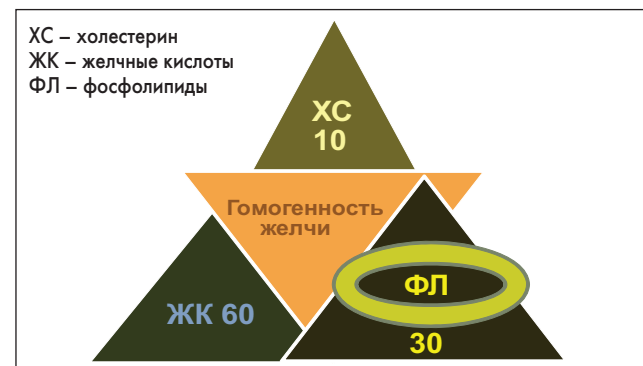 ХС – холестерин
ЖК – желчные кислоты
ФЛ – фосфолипиды
ХС
10
Гомогенность
желчи
ЖК 60
ФЛ
30